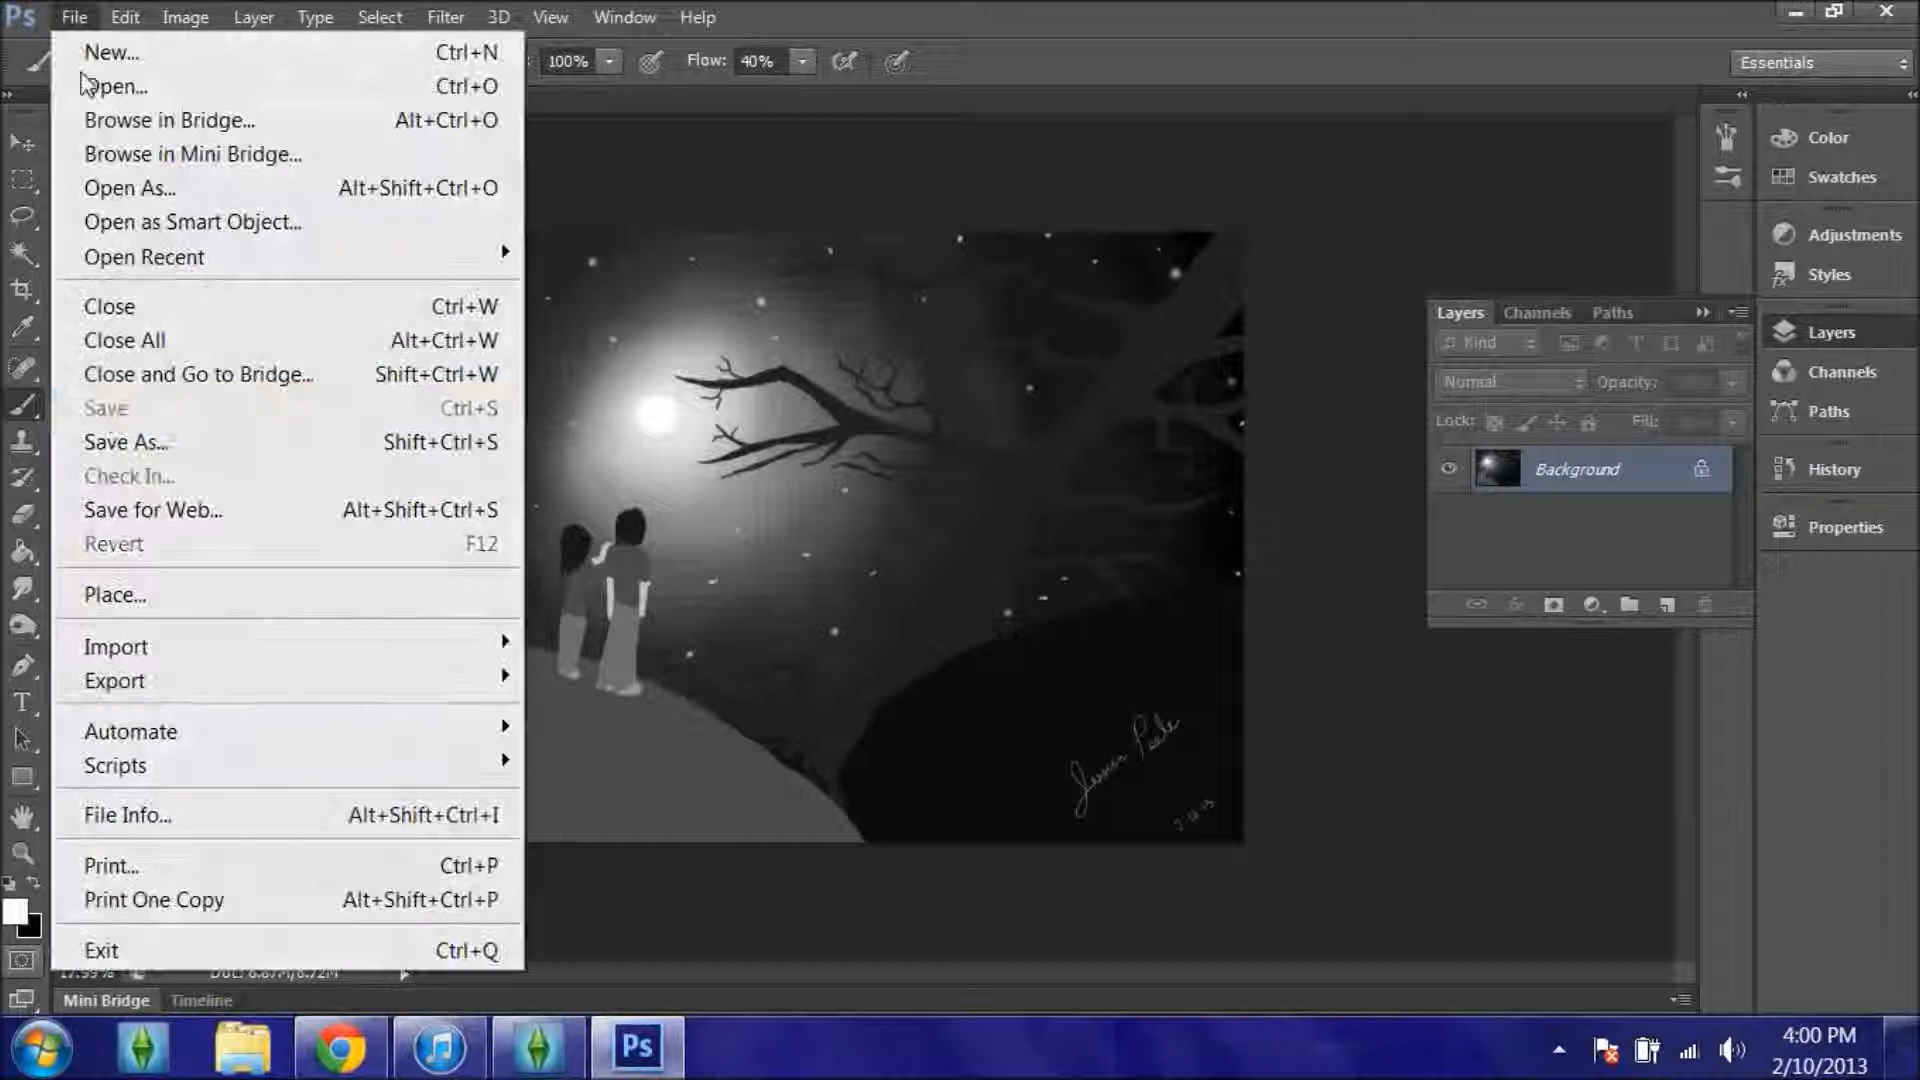 Ps File Edit Image Layer Type Select Filter 3D View Window Help
100% Flow: 40% Essentials
New... Ctrl+N
Open... Ctrl+O
Browse in Bridge... Alt+Ctrl+O
Browse in Mini Bridge...
Open As... Alt+Shift+Ctrl+O
Open as Smart Object...
Open Recent
Close Ctrl+W
Close All Alt+Ctrl+W
Close and Go to Bridge... Shift+Ctrl+W
Save Ctrl+S
Save As... Shift+Ctrl+S
Check In...
Save for Web... Alt+Shift+Ctrl+S
Revert F12
Place...
Import
Export
Automate
Scripts
File Info... Alt+Shift+Ctrl+I
Print... Ctrl+P
Print One Copy Alt+Shift+Ctrl+P
Exit Ctrl+Q
Color
Swatches
Adjustments
Styles
Layers
Channels
Paths
History
Properties
Layers Channels Paths
Kind
Normal Opacity:
Lock: Fill:
Background
Mini Bridge Timeline
Ps
4:00 PM
2/10/2013